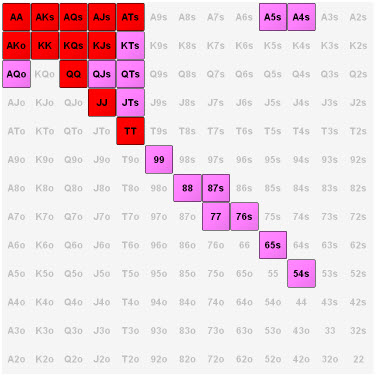 AA AKs AQs AJs ATs A9s A8s A7s A6s A5s A4s A3s A2s
AKo KK KQs KJs KTs K9s K8s K7s K6s K5s K4s K3s K2s
AQo KQo QQ QJs QTs Q9s Q8s Q7s Q6s Q5s Q4s Q3s Q2s
AJo KJo QJo JJ JTs J9s J8s J7s J6s J5s J4s J3s J2s
ATo KTo QTo JTo TT T9s T8s T7s T6s T5s T4s T3s T2s
A9o K9o Q9o J9o T9o 99 98s 97s 96s 95s 94s 93s 92s
A8o K8o Q8o J8o T8o 98o 88 87s 86s 85s 84s 83s 82s
A7o K7o Q7o J7o T7o 97o 87o 77 76s 75s 74s 73s 72s
A6o K6o Q6o J6o T6o 96o 86o 76o 66 65s 64s 63s 62s
A5o K5o Q5o J5o T5o 95o 85o 75o 65o 55 54s 53s 52s
A4o K4o Q4o J4o T4o 94o 84o 74o 64o 54o 44 43s 42s
A3o K3o Q3o J3o T3o 93o 83o 73o 63o 53o 43o 33 32s
A2o K2o Q2o J2o T2o 92o 82o 72o 62o 52o 42o 32o 22